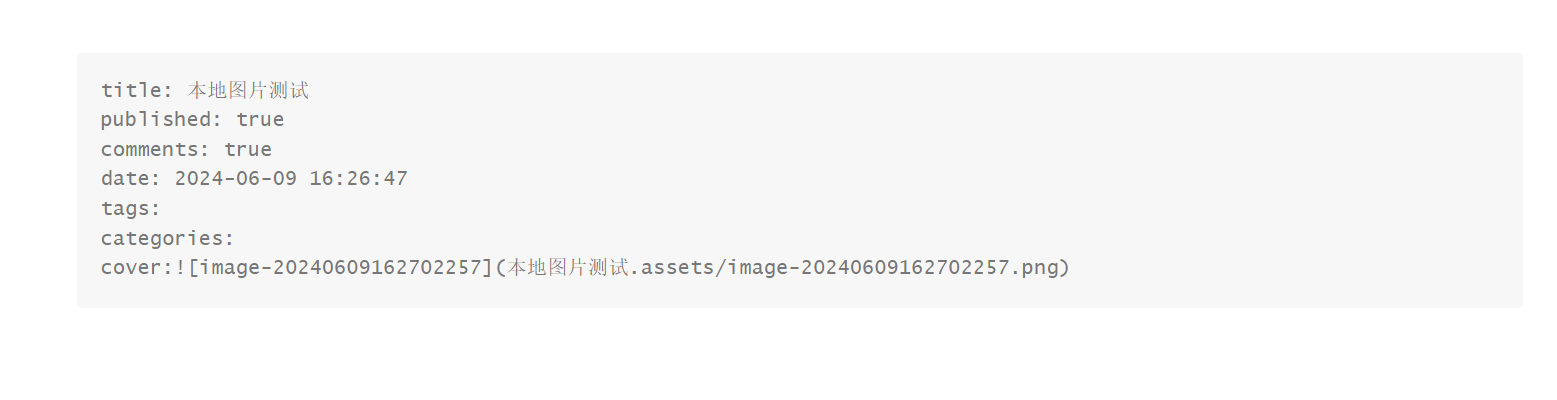 title: 本地图片测试
published: true
comments: true
date: 2024-06-09 16:26:47
tags:
categories:
cover:![image-20240609162702257](本地图片测试.assets/image-20240609162702257.png)